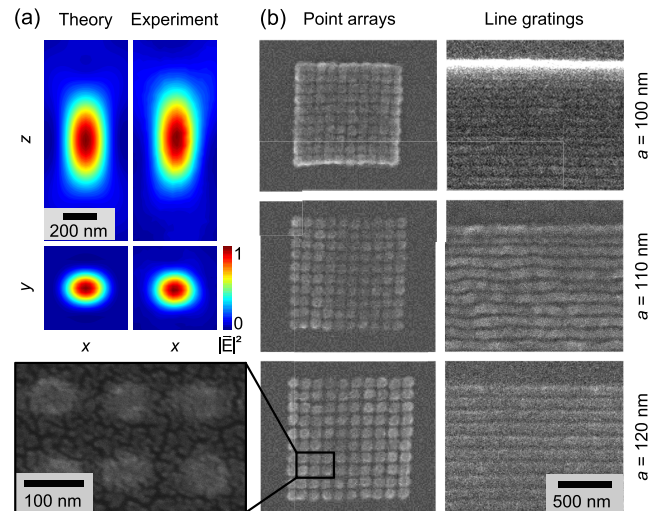 (a) Theory Experiment
z
200 nm
y
x x
1
0
|E̅|²
100 nm
(b) Point arrays Line gratings
a = 100 nm
a = 110 nm
a = 120 nm
500 nm